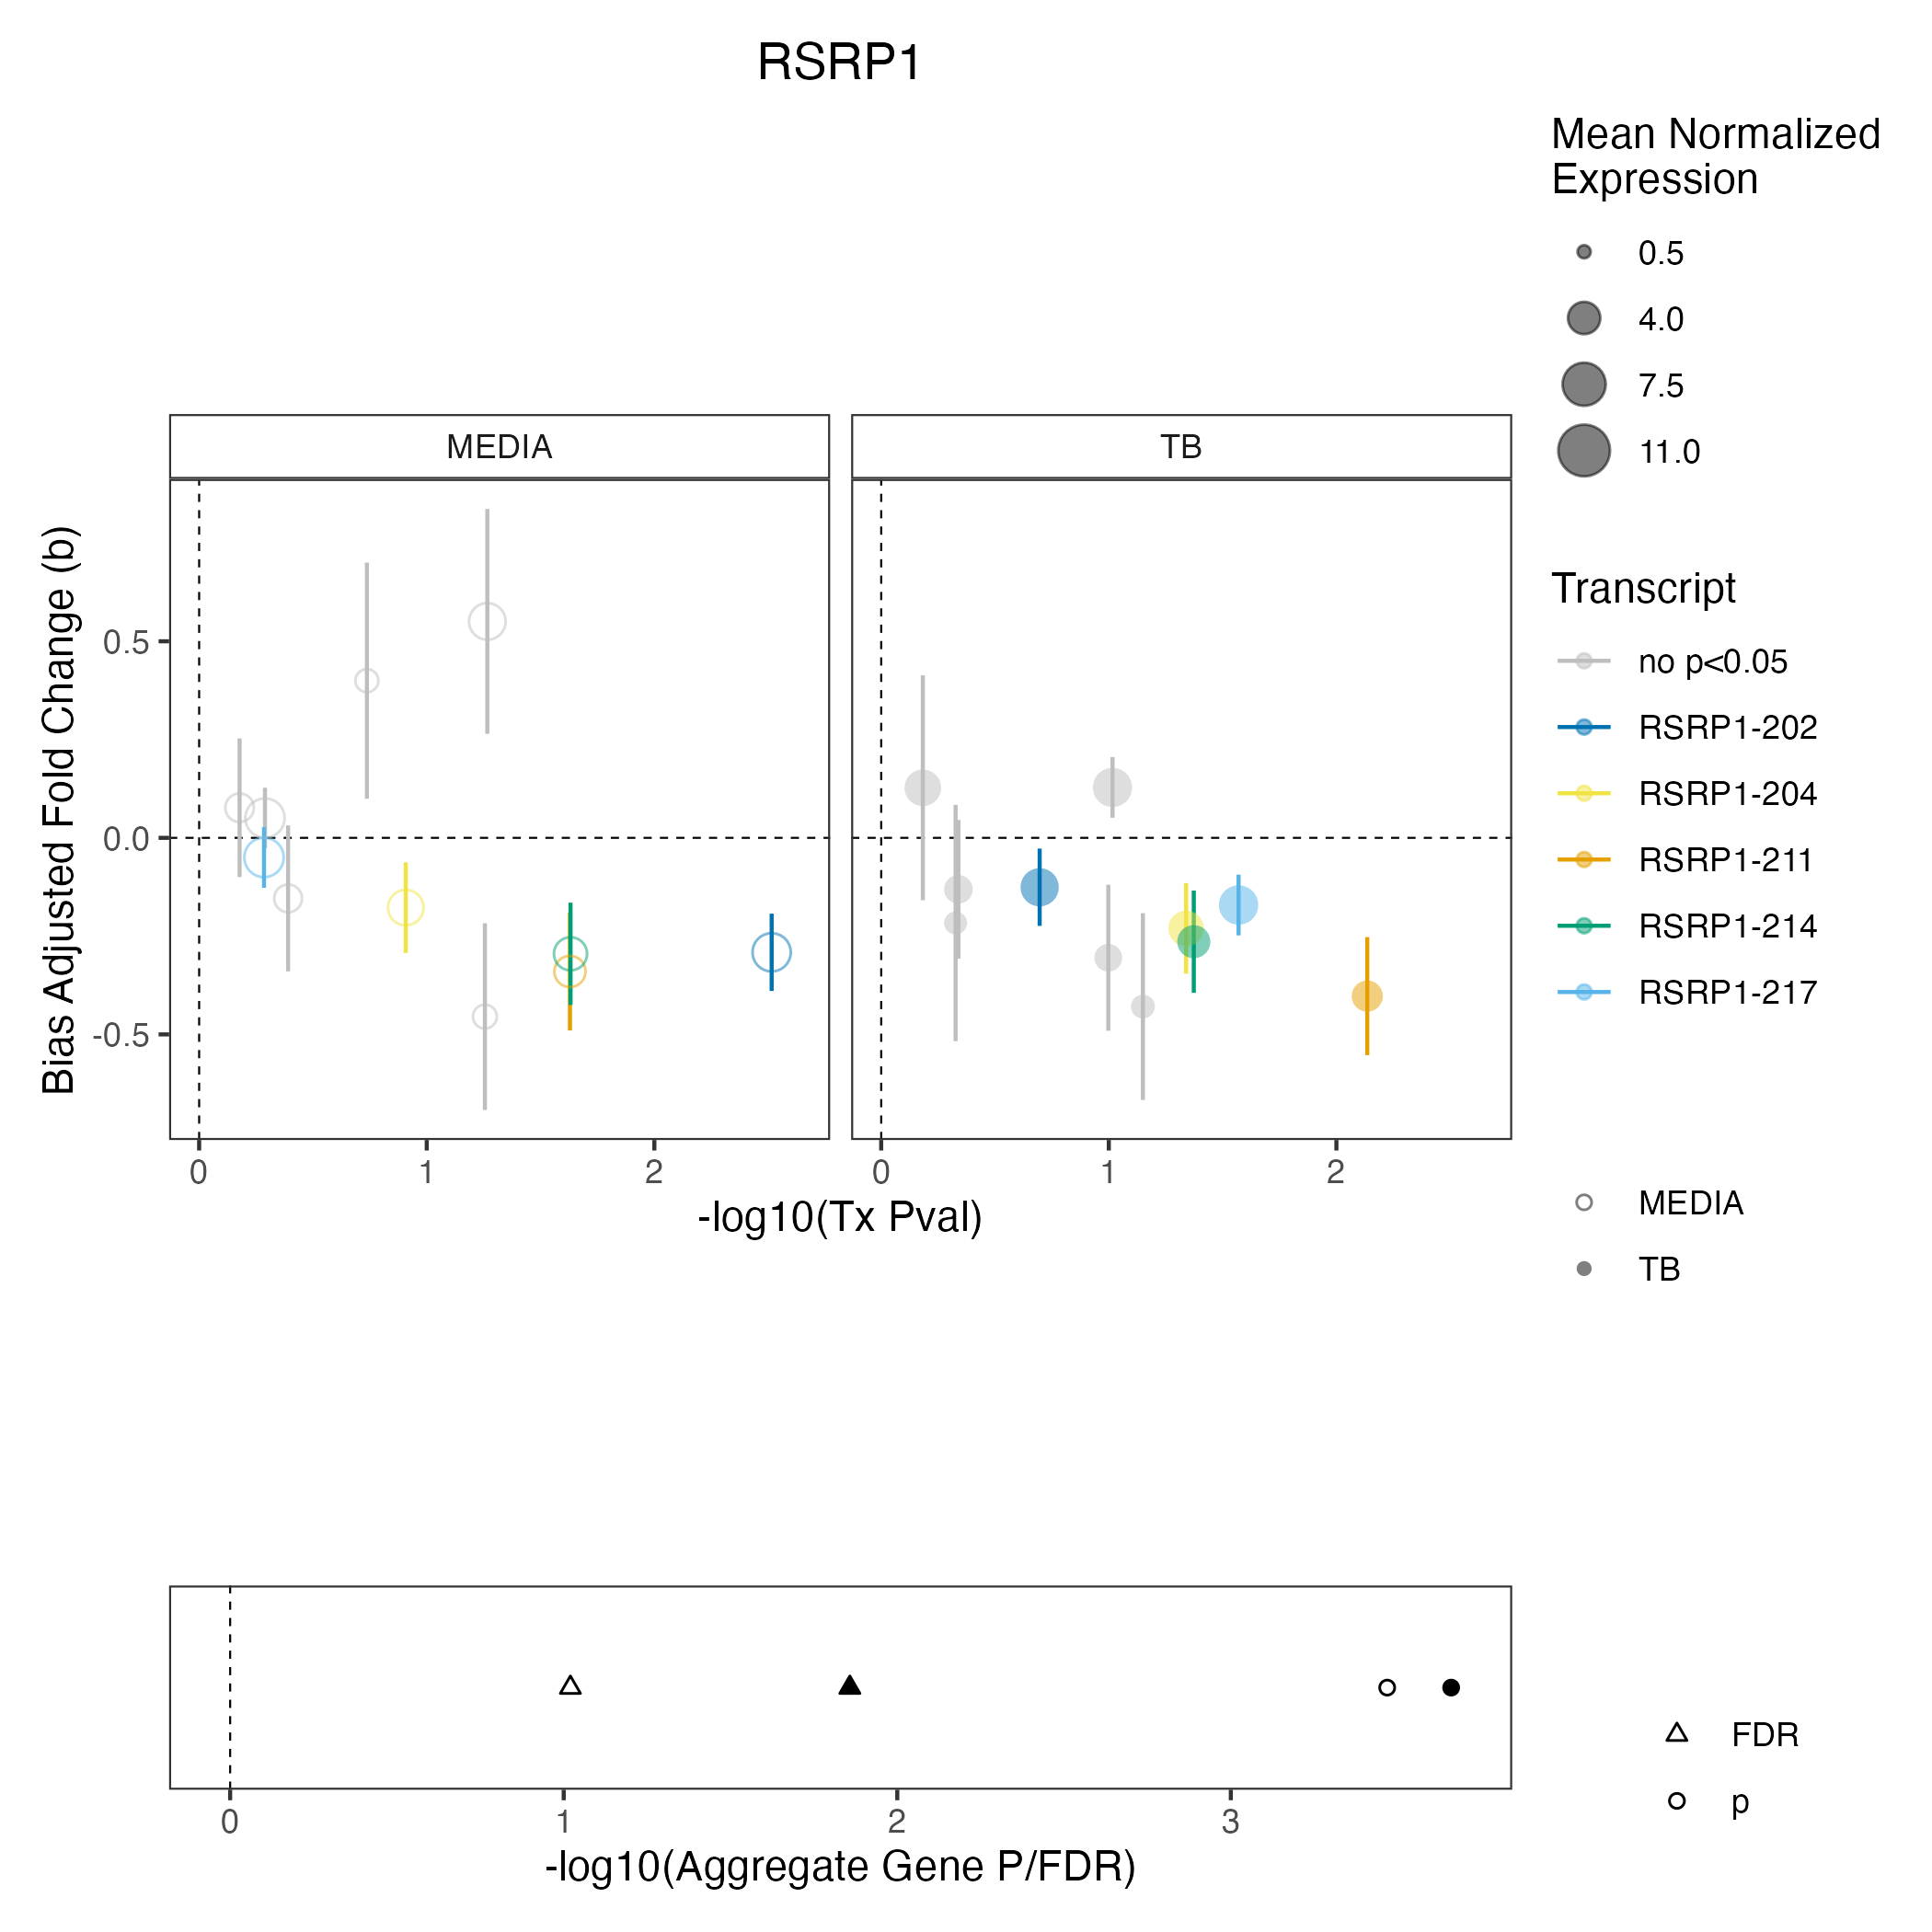 RSRP1
Mean Normalized
Expression
0.5
4.0
7.5
11.0
MEDIA
TB
Bias Adjusted Fold Change (b)
0.5
0.0
-0.5
0
1
2
0
1
2
-log10(Tx Pval)
Transcript
no p<0.05
RSRP1-202
RSRP1-204
RSRP1-211
RSRP1-214
RSRP1-217
MEDIA
TB
0
1
2
3
-log10(Aggregate Gene P/FDR)
FDR
p